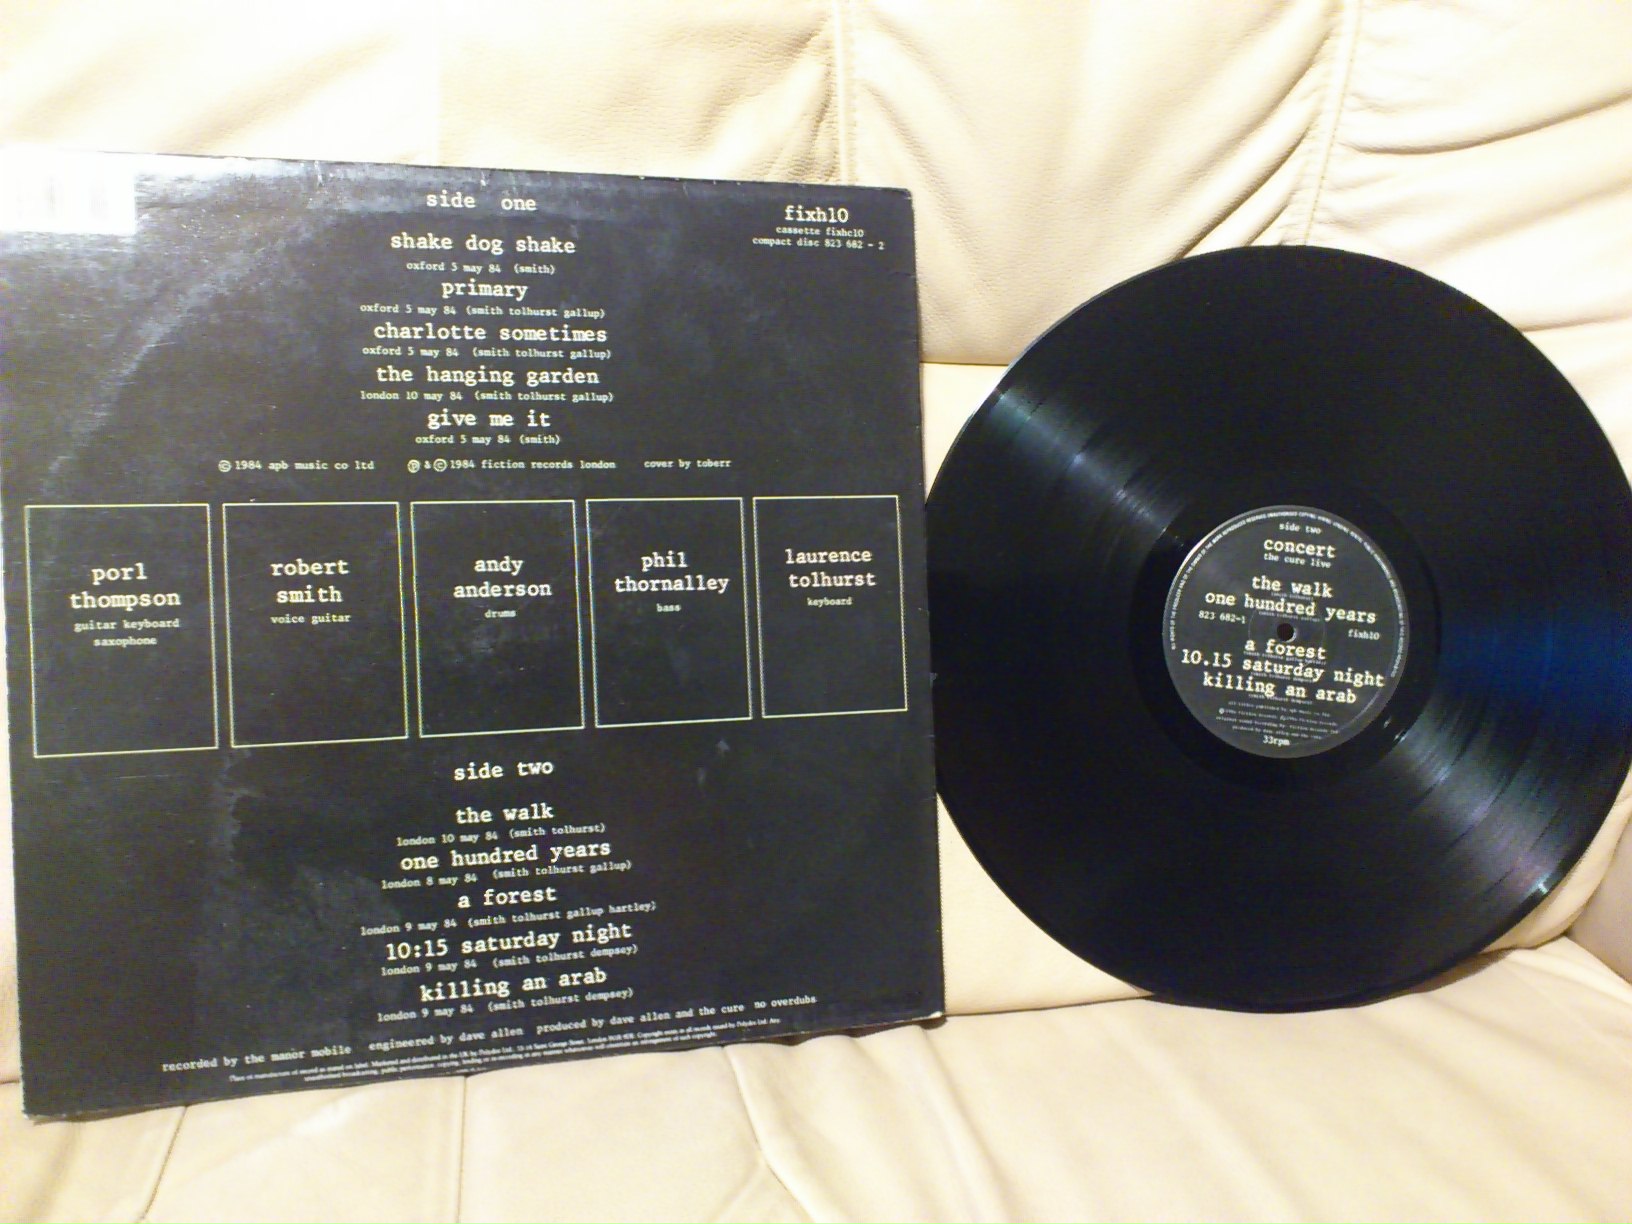 side one
shake dog shake
oxford 5 may 84 (smith)
primary
oxford 5 may 84 (smith tolhurst gallup)
charlotte sometimes
oxford 5 may 84 (smith tolhurst gallup)
the hanging garden
london 10 may 84 (smith tolhurst gallup)
give me it
oxford 5 may 84 (smith)
fixh10
cassette fixhc10
compact disc 823 682 - 2
© 1984 apb music co ltd ℗ & © 1984 fiction records london cover by toberr
porl
thompson
guitar keyboard
saxophone
robert
smith
voice guitar
andy
anderson
drums
phil
thornalley
bass
laurence
tolhurst
keyboard
side two
the walk
london 10 may 84 (smith tolhurst)
one hundred years
london 8 may 84 (smith tolhurst gallup)
a forest
london 9 may 84 (smith tolhurst gallup hartley)
10:15 saturday night
london 9 may 84 (smith tolhurst dempsey)
killing an arab
london 9 may 84 (smith tolhurst dempsey)
recorded by the manor mobile engineered by dave allen produced by dave allen and the cure no overdubs
side two
concert
the cure live
the walk
one hundred years
823 682-1
fixh10
a forest
10.15 saturday night
killing an arab
33rpm